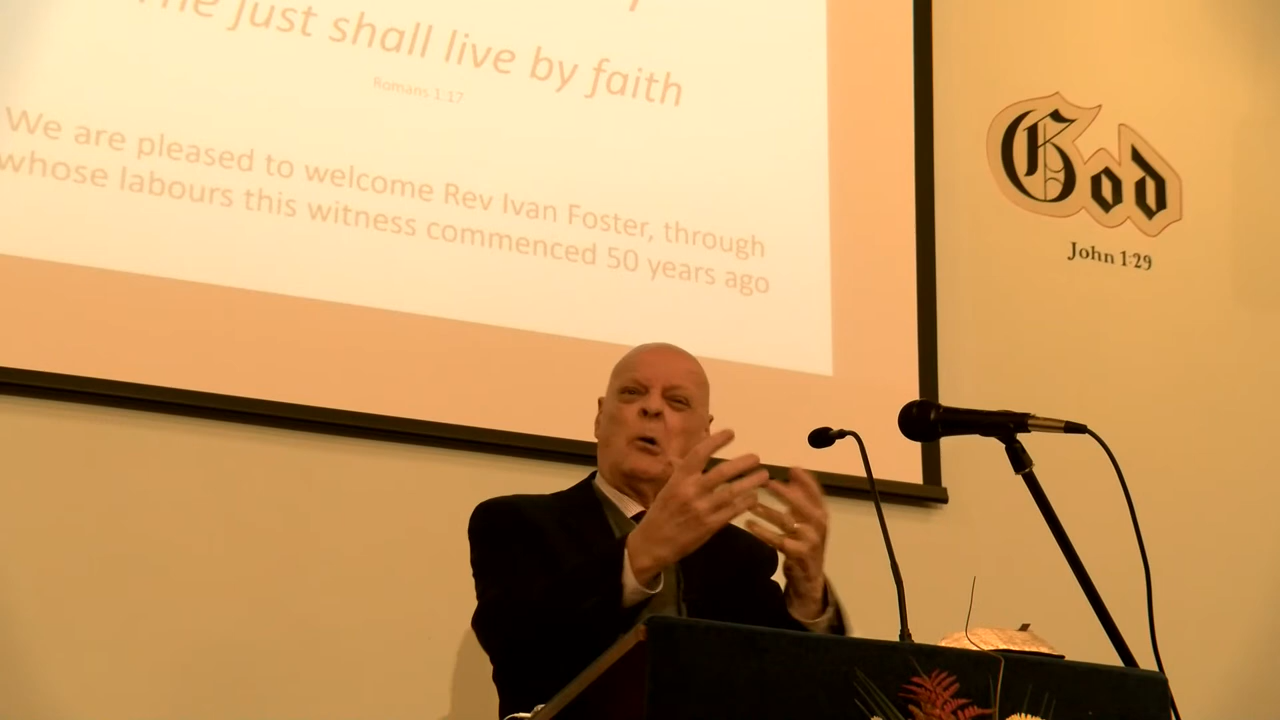 The just shall live by faith
Romans 1:17
We are pleased to welcome Rev Ivan Foster, through
whose labours this witness commenced 50 years ago
God
John 1:29